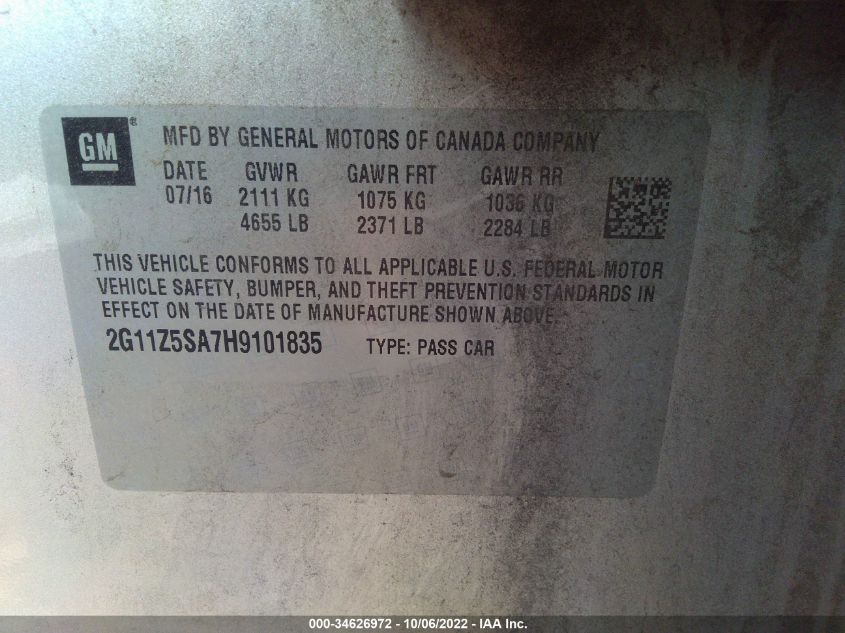 GM ®
MFD BY GENERAL MOTORS OF CANADA COMPANY
DATE GVWR GAWR FRT GAWR RR
07/16 2111 KG 1075 KG 1036 KG
4655 LB 2371 LB 2284 LB
THIS VEHICLE CONFORMS TO ALL APPLICABLE U.S. FEDERAL MOTOR
VEHICLE SAFETY, BUMPER, AND THEFT PREVENTION STANDARDS IN
EFFECT ON THE DATE OF MANUFACTURE SHOWN ABOVE.
2G11Z5SA7H9101835 TYPE: PASS CAR
000-34626972 - 10/06/2022 - IAA Inc.